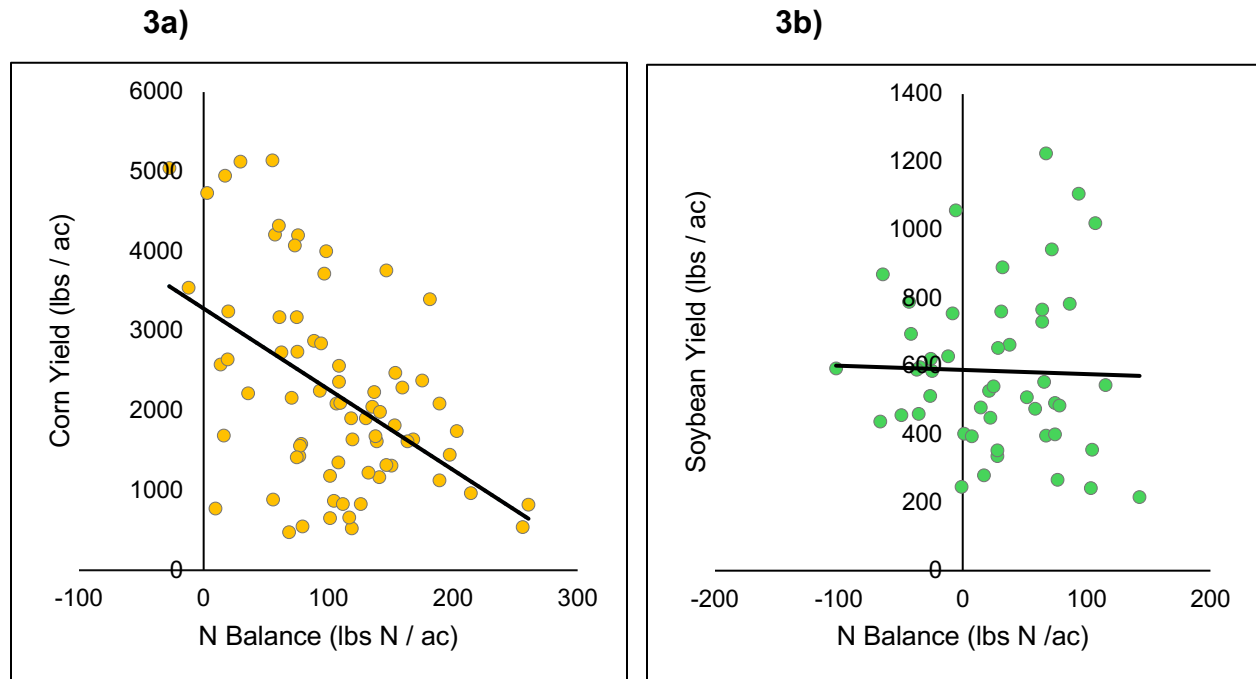 3a)
6000
5000
4000
3000
2000
1000
0
-100 0 100 200 300
Corn Yield (lbs / ac)
N Balance (lbs N / ac)
3b)
1400
1200
1000
800
600
400
200
0
-200 -100 0 100 200
Soybean Yield (lbs / ac)
N Balance (lbs N /ac)